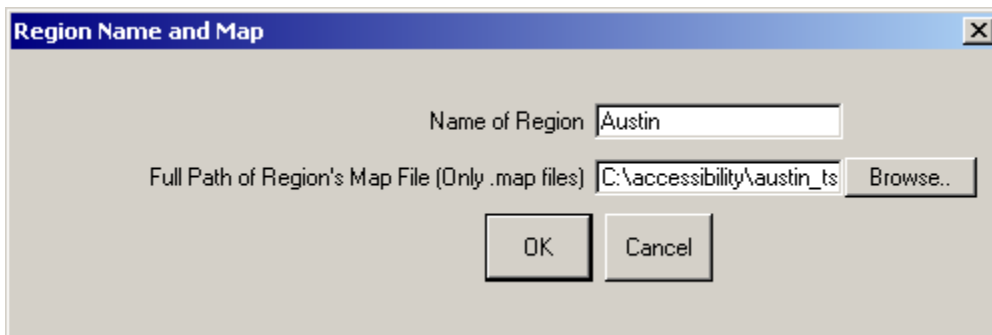 Region Name and Map
Name of Region Austin
Full Path of Region's Map File (Only .map files) C:\accessibility\austin_ts Browse..
OK Cancel